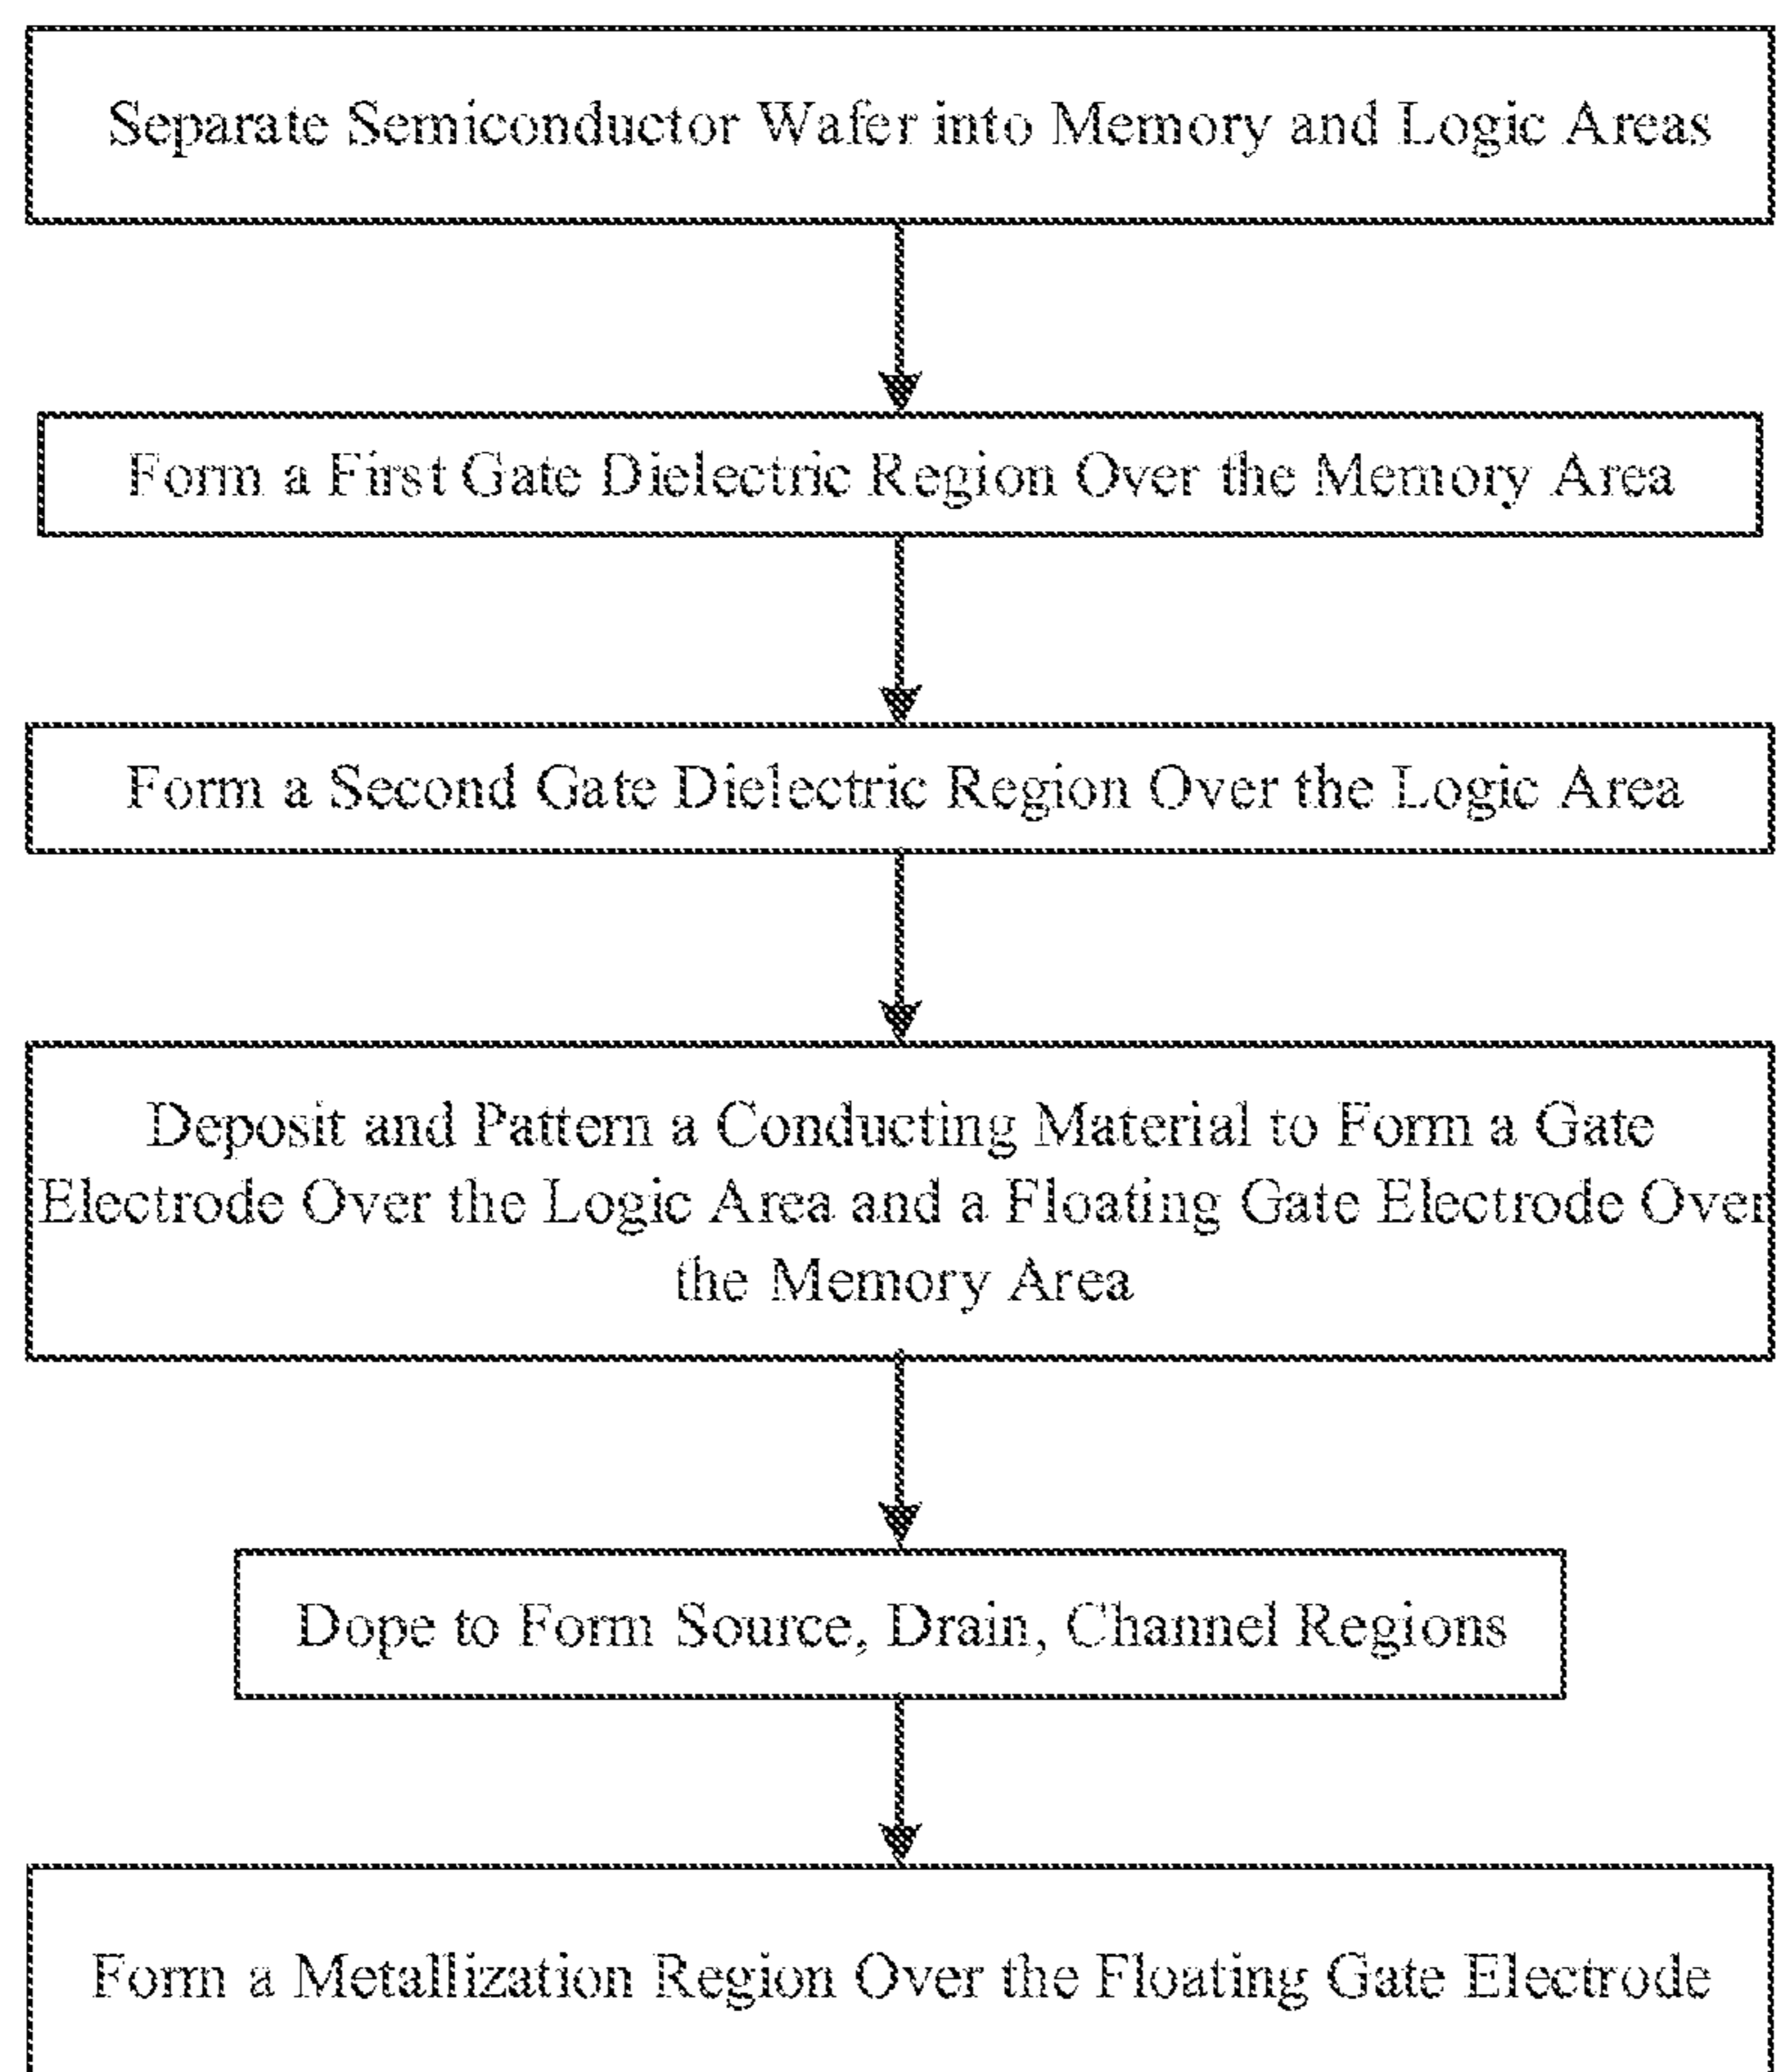 Separate Semiconductor Wafer into Memory and Logic Areas
Form a First Gate Dielectric Region Over the Memory Area
Form a Second Gate Dielectric Region Over the Logic Area
Deposit and Pattern a Conducting Material to Form a Gate
Electrode Over the Logic Area and a Floating Gate Electrode Over
the Memory Area
Dope to Form Source, Drain, Channel Regions
Form a Metallization Region Over the Floating Gate Electrode